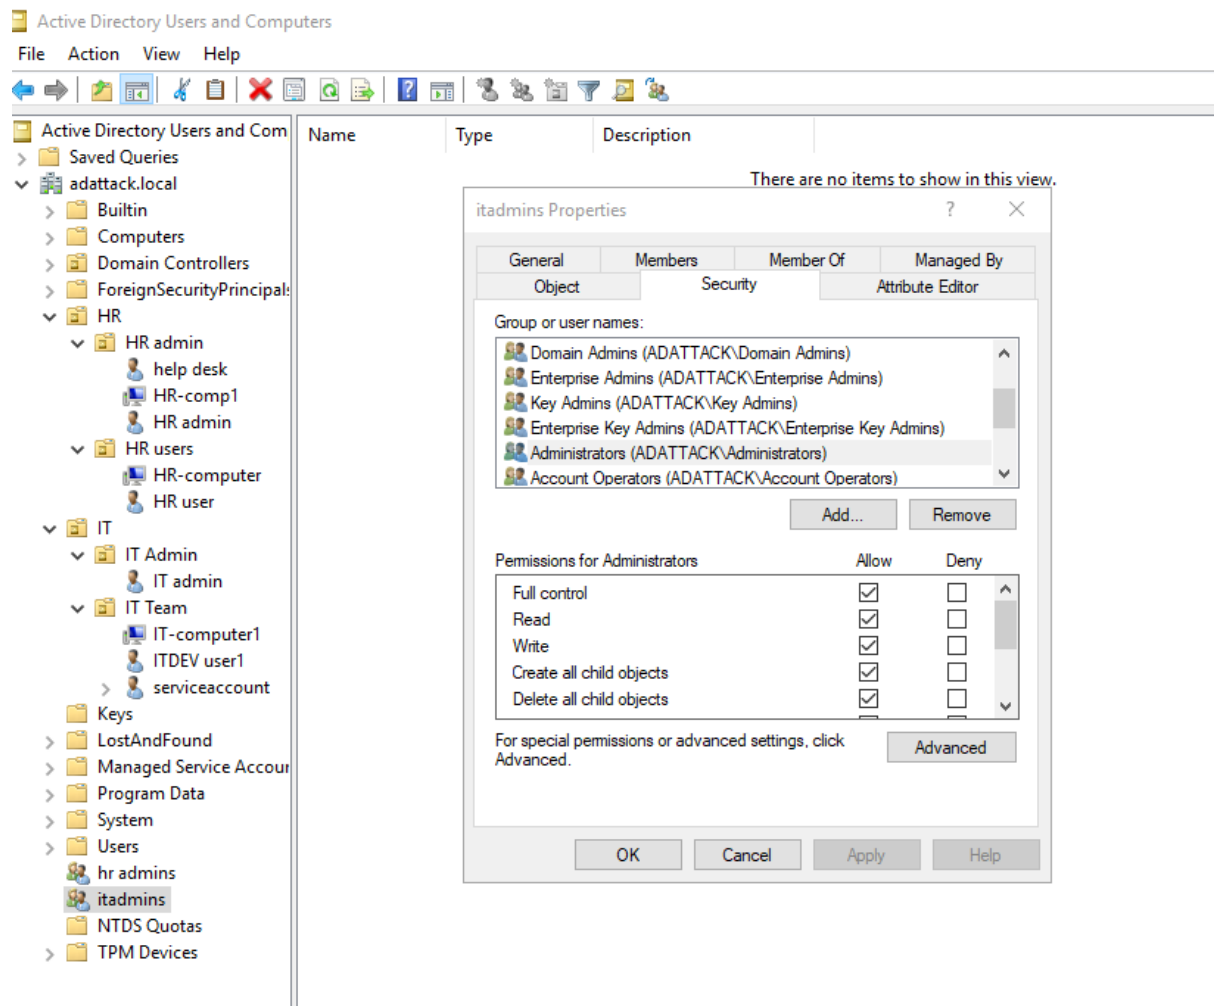 Active Directory Users and Computers
File Action View Help
Active Directory Users and Com
Saved Queries
adattack.local
Builtin
Computers
Domain Controllers
ForeignSecurityPrincipal
HR
HR admin
help desk
HR-comp1
HR admin
HR users
HR-computer
HR user
IT
IT Admin
IT admin
IT Team
IT-computer1
ITDEV user1
serviceaccount
Keys
LostAndFound
Managed Service Accour
Program Data
System
Users
hr admins
itadmins
NTDS Quotas
TPM Devices
Name Type Description
There are no items to show in this view.
itadmins Properties
General Members Member Of Managed By
Object Security Attribute Editor
Group or user names:
Domain Admins (ADATTACK\Domain Admins)
Enterprise Admins (ADATTACK\Enterprise Admins)
Key Admins (ADATTACK\Key Admins)
Enterprise Key Admins (ADATTACK\Enterprise Key Admins)
Administrators (ADATTACK\Administrators)
Account Operators (ADATTACK\Account Operators)
Add... Remove
Permissions for Administrators Allow Deny
Full control
Read
Write
Create all child objects
Delete all child objects
For special permissions or advanced settings, click
Advanced.
Advanced
OK Cancel Apply Help